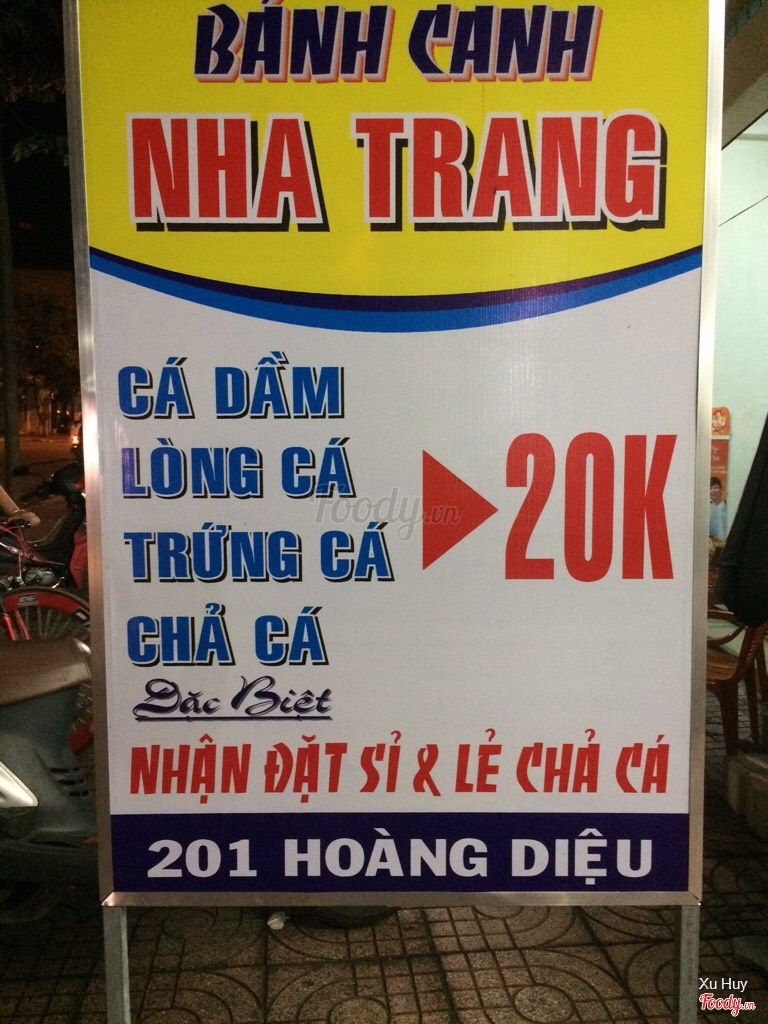 BÁNH CANH
NHA TRANG
CÁ DẦM
LÒNG CÁ
TRỨNG CÁ
CHẢ CÁ
20K
Foody.vn
Đặc Biệt
NHẬN ĐẶT SỈ & LẺ CHẢ CÁ
201 HOÀNG DIỆU
Xu Huy
Foody.vn